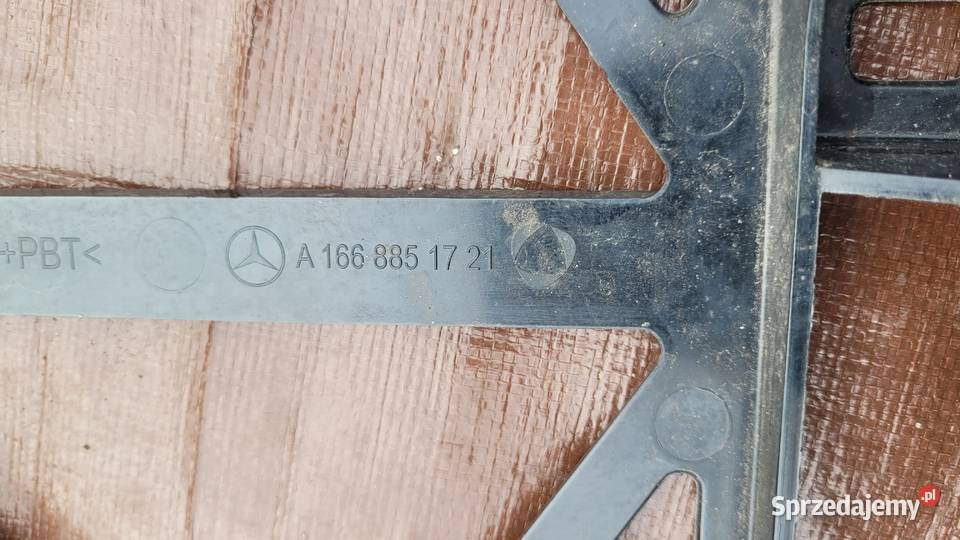 +PBT< A 166 885 17 21
Sprzedajemy.pl